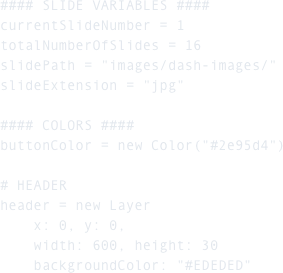 #### SLIDE VARIABLES ####
currentSlideNumber = 1
totalNumberOfSlides = 16
slidePath = "images/dash-images/"
slideExtension = "jpg"
#### COLORS ####
buttonColor = new Color("#2e95d4")
# HEADER
header = new Layer
x: 0, y: 0,
width: 600, height: 30
backgroundColor: "#EDEDED"